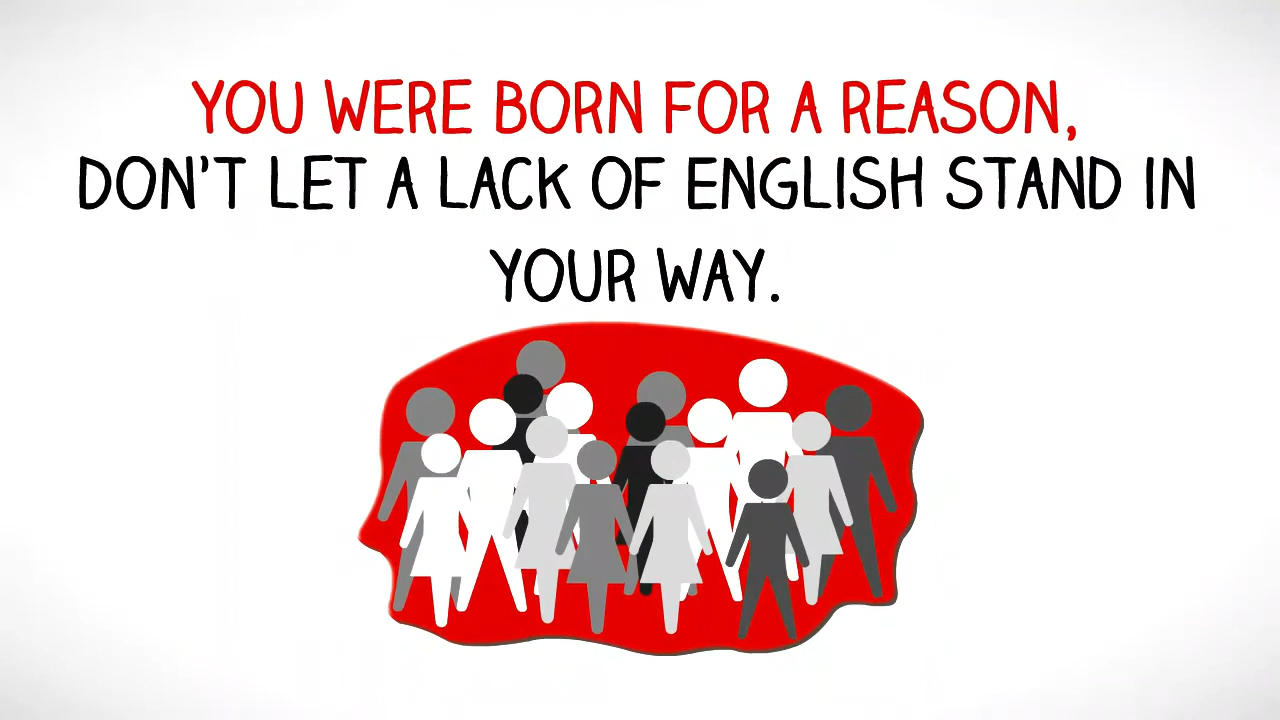 YOU WERE BORN FOR A REASON,
DON'T LET A LACK OF ENGLISH STAND IN
YOUR WAY.